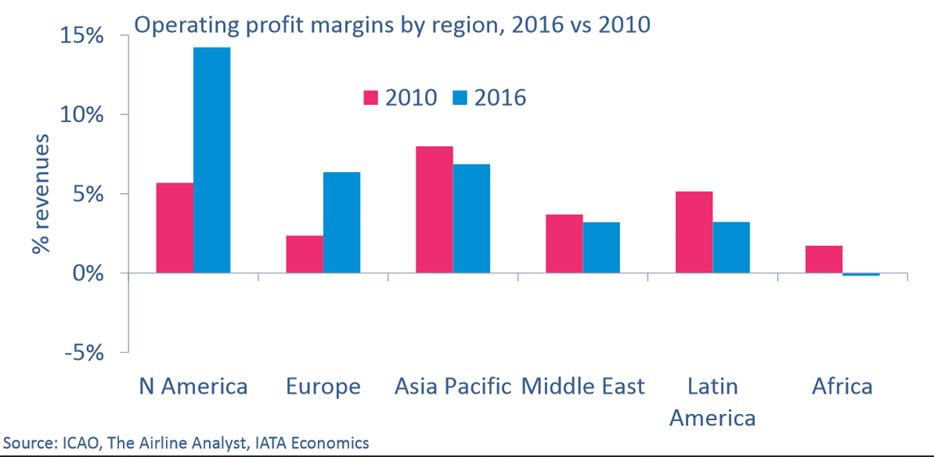 Operating profit margins by region, 2016 vs 2010
15%
10%
5%
0%
-5%
% revenues
2010 2016
N America Europe Asia Pacific Middle East Latin America Africa
Source: ICAO, The Airline Analyst, IATA Economics